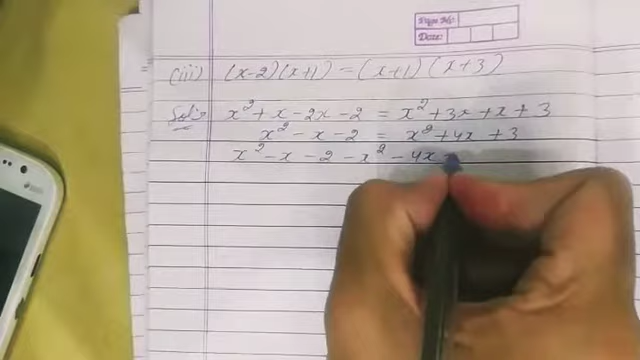 Page No:
Date:
(iii) (x-2)(x+1) = (x+1)(x+3)
Sol:- x² + x - 2x - 2 = x² + 3x + x + 3
x² - x - 2 = x² + 4x + 3
x² - x - 2 - x² - 4x